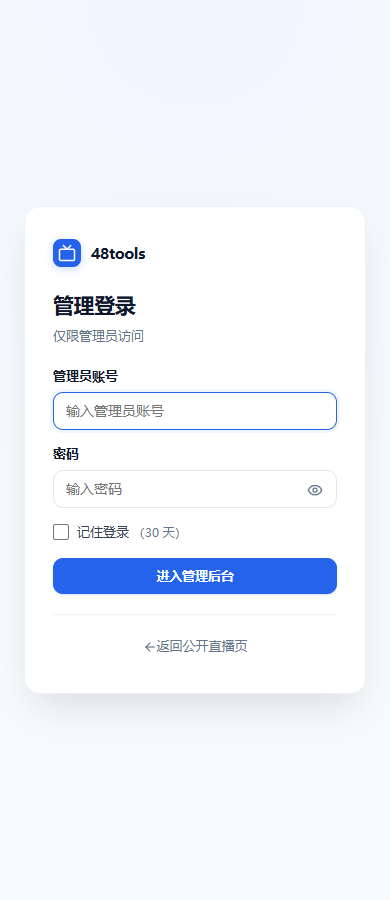 48tools
管理登录
仅限管理员访问
管理员账号
输入管理员账号
密码
输入密码
记住登录 (30 天)
进入管理后台
←返回公开直播页